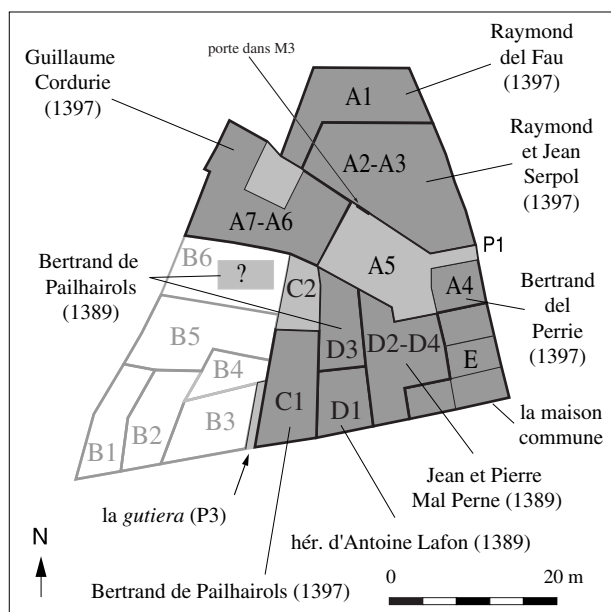 Guillaume
Cordurie
(1397)
porte dans M3
Raymond
del Fau
(1397)
A1
Raymond
et Jean
Serpol
(1397)
A2-A3
A7-A6
P1
Bertrand de
Pailhairols
(1389)
B6
?
C2
A5
A4
Bertrand
del
Perrie
(1397)
B5
D3
D2-D4
E
B4
C1
D1
B3
B2
B1
la maison
commune
la gutiera (P3)
Jean et Pierre
Mal Perne (1389)
hér. d'Antoine Lafon (1389)
N
Bertrand de Pailhairols (1397)
0 20 m